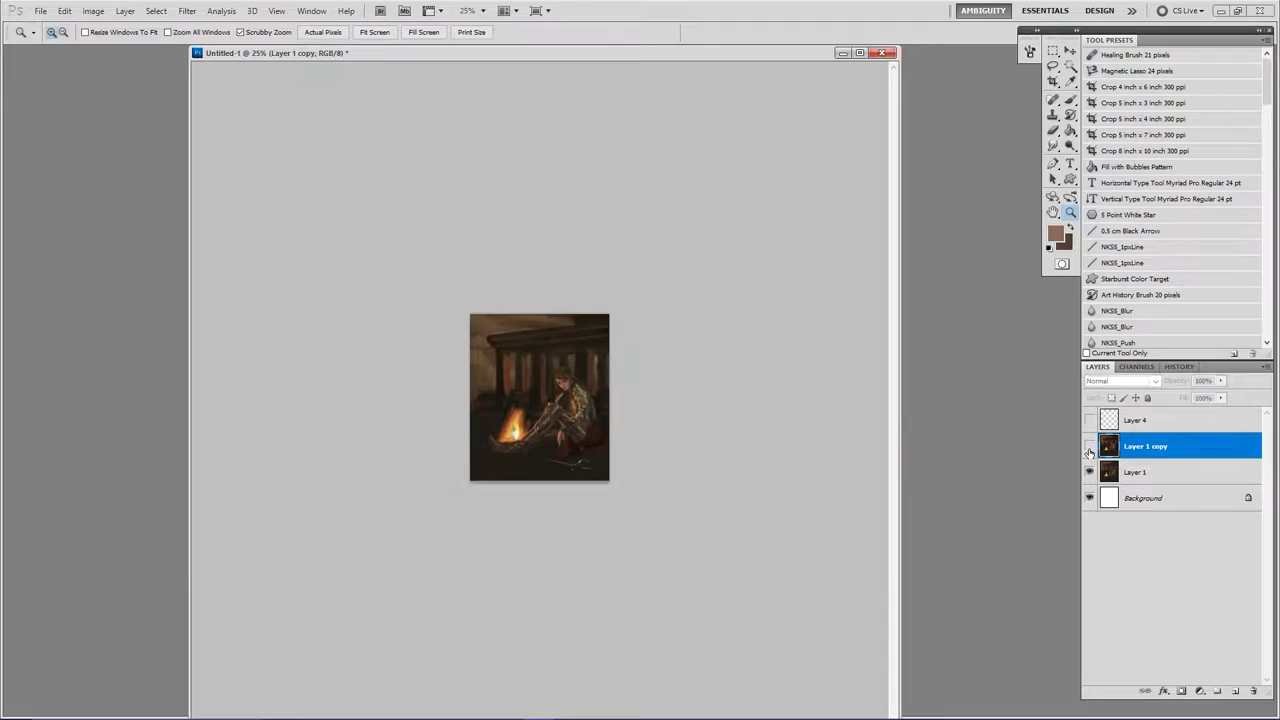 Ps File Edit Image Layer Select Filter Analysis 3D View Window Help Br Mb 25% AMBIGUITY ESSENTIALS DESIGN CS Live
Resize Windows To Fit Zoom All Windows Scrubby Zoom Actual Pixels Fit Screen Fill Screen Print Size
Ps Untitled-1 @ 25% (Layer 1 copy, RGB/8) *
TOOL PRESETS
Healing Brush 21 pixels
Magnetic Lasso 24 pixels
Crop 4 inch x 6 inch 300 ppi
Crop 5 inch x 3 inch 300 ppi
Crop 5 inch x 4 inch 300 ppi
Crop 5 inch x 7 inch 300 ppi
Crop 8 inch x 10 inch 300 ppi
Fill with Bubbles Pattern
Horizontal Type Tool Myriad Pro Regular 24 pt
Vertical Type Tool Myriad Pro Regular 24 pt
5 Point White Star
0.5 cm Black Arrow
NKS5_1pxLine
NKS5_1pxLine
Starburst Color Target
Art History Brush 20 pixels
NKS5_Blur
NKS5_Blur
NKS5_Push
Current Tool Only
LAYERS CHANNELS HISTORY
Normal Opacity: 100%
Lock: Fill: 100%
Layer 4
Layer 1 copy
Layer 1
Background